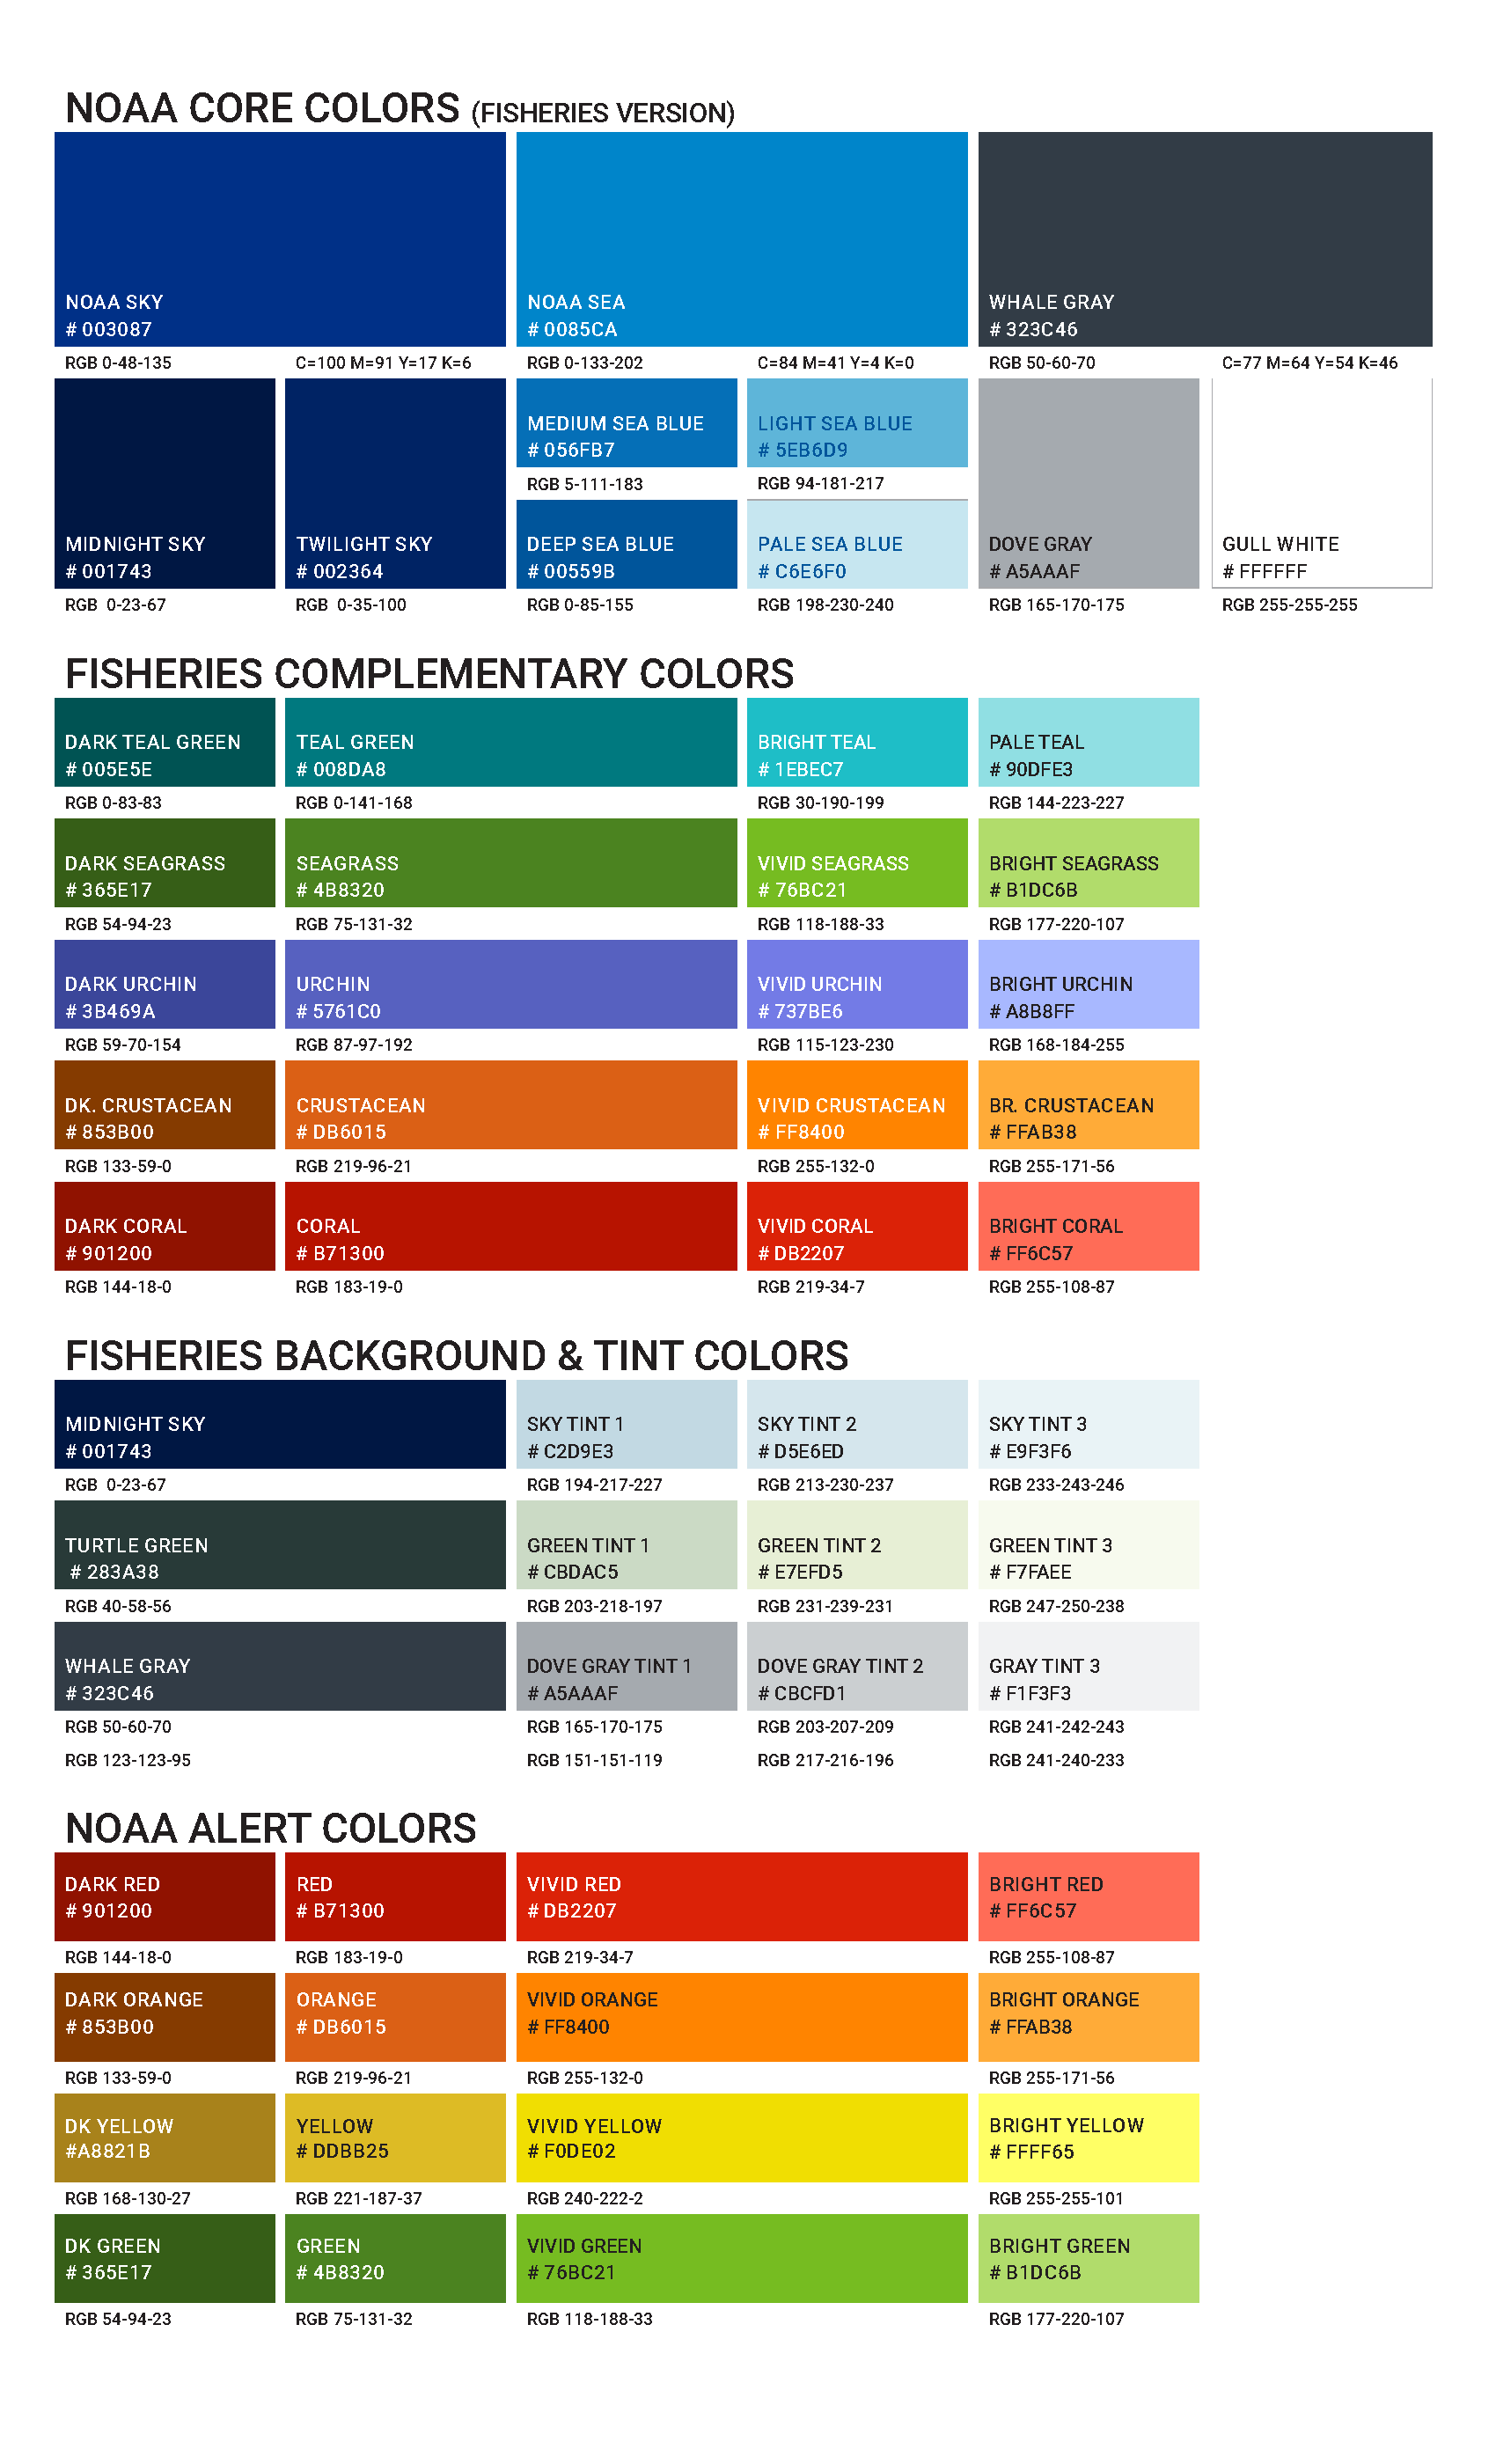 NOAA CORE COLORS (FISHERIES VERSION)
NOAA SKY
# 003087
RGB 0-48-135
C=100 M=91 Y=17 K=6
NOAA SEA
# 0085CA
RGB 0-133-202
C=84 M=41 Y=4 K=0
WHALE GRAY
# 323C46
RGB 50-60-70
C=77 M=64 Y=54 K=46
MIDNIGHT SKY
# 001743
RGB 0-23-67
TWILIGHT SKY
# 002364
RGB 0-35-100
MEDIUM SEA BLUE
# 056FB7
RGB 5-111-183
LIGHT SEA BLUE
# 5EB6D9
RGB 94-181-217
DEEP SEA BLUE
# 00559B
RGB 0-85-155
PALE SEA BLUE
# C6E6F0
RGB 198-230-240
DOVE GRAY
# A5AAAF
RGB 165-170-175
GULL WHITE
# FFFFFF
RGB 255-255-255
FISHERIES COMPLEMENTARY COLORS
DARK TEAL GREEN
# 005E5E
RGB 0-83-83
TEAL GREEN
# 008DA8
RGB 0-141-168
BRIGHT TEAL
# 1EBEC7
RGB 30-190-199
PALE TEAL
# 90DFE3
RGB 144-223-227
DARK SEAGRASS
# 365E17
RGB 54-94-23
SEAGRASS
# 4B8320
RGB 75-131-32
VIVID SEAGRASS
# 76BC21
RGB 118-188-33
BRIGHT SEAGRASS
# B1DC6B
RGB 177-220-107
DARK URCHIN
# 3B469A
RGB 59-70-154
URCHIN
# 5761C0
RGB 87-97-192
VIVID URCHIN
# 737BE6
RGB 115-123-230
BRIGHT URCHIN
# A8B8FF
RGB 168-184-255
DK. CRUSTACEAN
# 853B00
RGB 133-59-0
CRUSTACEAN
# DB6015
RGB 219-96-21
VIVID CRUSTACEAN
# FF8400
RGB 255-132-0
BR. CRUSTACEAN
# FFAB38
RGB 255-171-56
DARK CORAL
# 901200
RGB 144-18-0
CORAL
# B71300
RGB 183-19-0
VIVID CORAL
# DB2207
RGB 219-34-7
BRIGHT CORAL
# FF6C57
RGB 255-108-87
FISHERIES BACKGROUND & TINT COLORS
MIDNIGHT SKY
# 001743
RGB 0-23-67
SKY TINT 1
# C2D9E3
RGB 194-217-227
SKY TINT 2
# D5E6ED
RGB 213-230-237
SKY TINT 3
# E9F3F6
RGB 233-243-246
TURTLE GREEN
# 283A38
RGB 40-58-56
GREEN TINT 1
# CBDAC5
RGB 203-218-197
GREEN TINT 2
# E7EFD5
RGB 231-239-231
GREEN TINT 3
# F7FAEE
RGB 247-250-238
WHALE GRAY
# 323C46
RGB 50-60-70
DOVE GRAY TINT 1
# A5AAAF
RGB 165-170-175
DOVE GRAY TINT 2
# CBCFD1
RGB 203-207-209
GRAY TINT 3
# F1F3F3
RGB 241-242-243
RGB 123-123-95
RGB 151-151-119
RGB 217-216-196
RGB 241-240-233
NOAA ALERT COLORS
DARK RED
# 901200
RGB 144-18-0
RED
# B71300
RGB 183-19-0
VIVID RED
# DB2207
RGB 219-34-7
BRIGHT RED
# FF6C57
RGB 255-108-87
DARK ORANGE
# 853B00
RGB 133-59-0
ORANGE
# DB6015
RGB 219-96-21
VIVID ORANGE
# FF8400
RGB 255-132-0
BRIGHT ORANGE
# FFAB38
RGB 255-171-56
DK YELLOW
#A8821B
RGB 168-130-27
YELLOW
# DDBB25
RGB 221-187-37
VIVID YELLOW
# F0DE02
RGB 240-222-2
BRIGHT YELLOW
# FFFF65
RGB 255-255-101
DK GREEN
# 365E17
RGB 54-94-23
GREEN
# 4B8320
RGB 75-131-32
VIVID GREEN
# 76BC21
RGB 118-188-33
BRIGHT GREEN
# B1DC6B
RGB 177-220-107